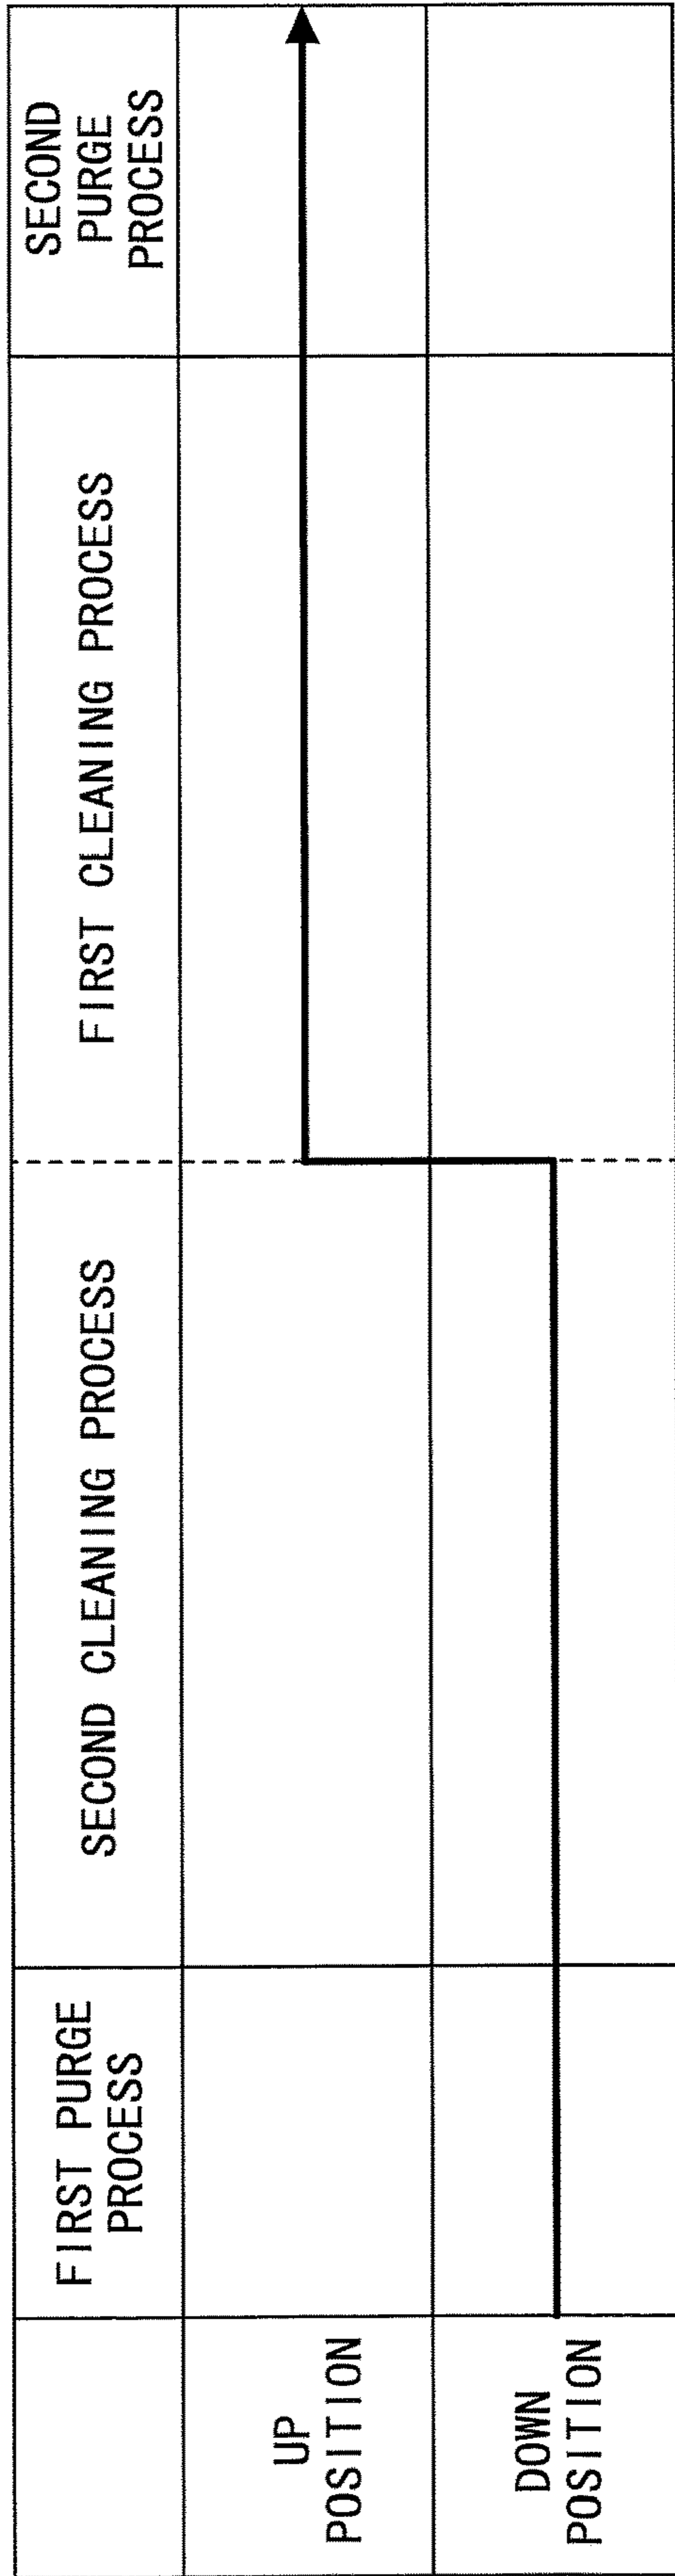 FIRST PURGE
PROCESS
SECOND CLEANING PROCESS
FIRST CLEANING PROCESS
SECOND
PURGE
PROCESS
UP
POSITION
DOWN
POSITION